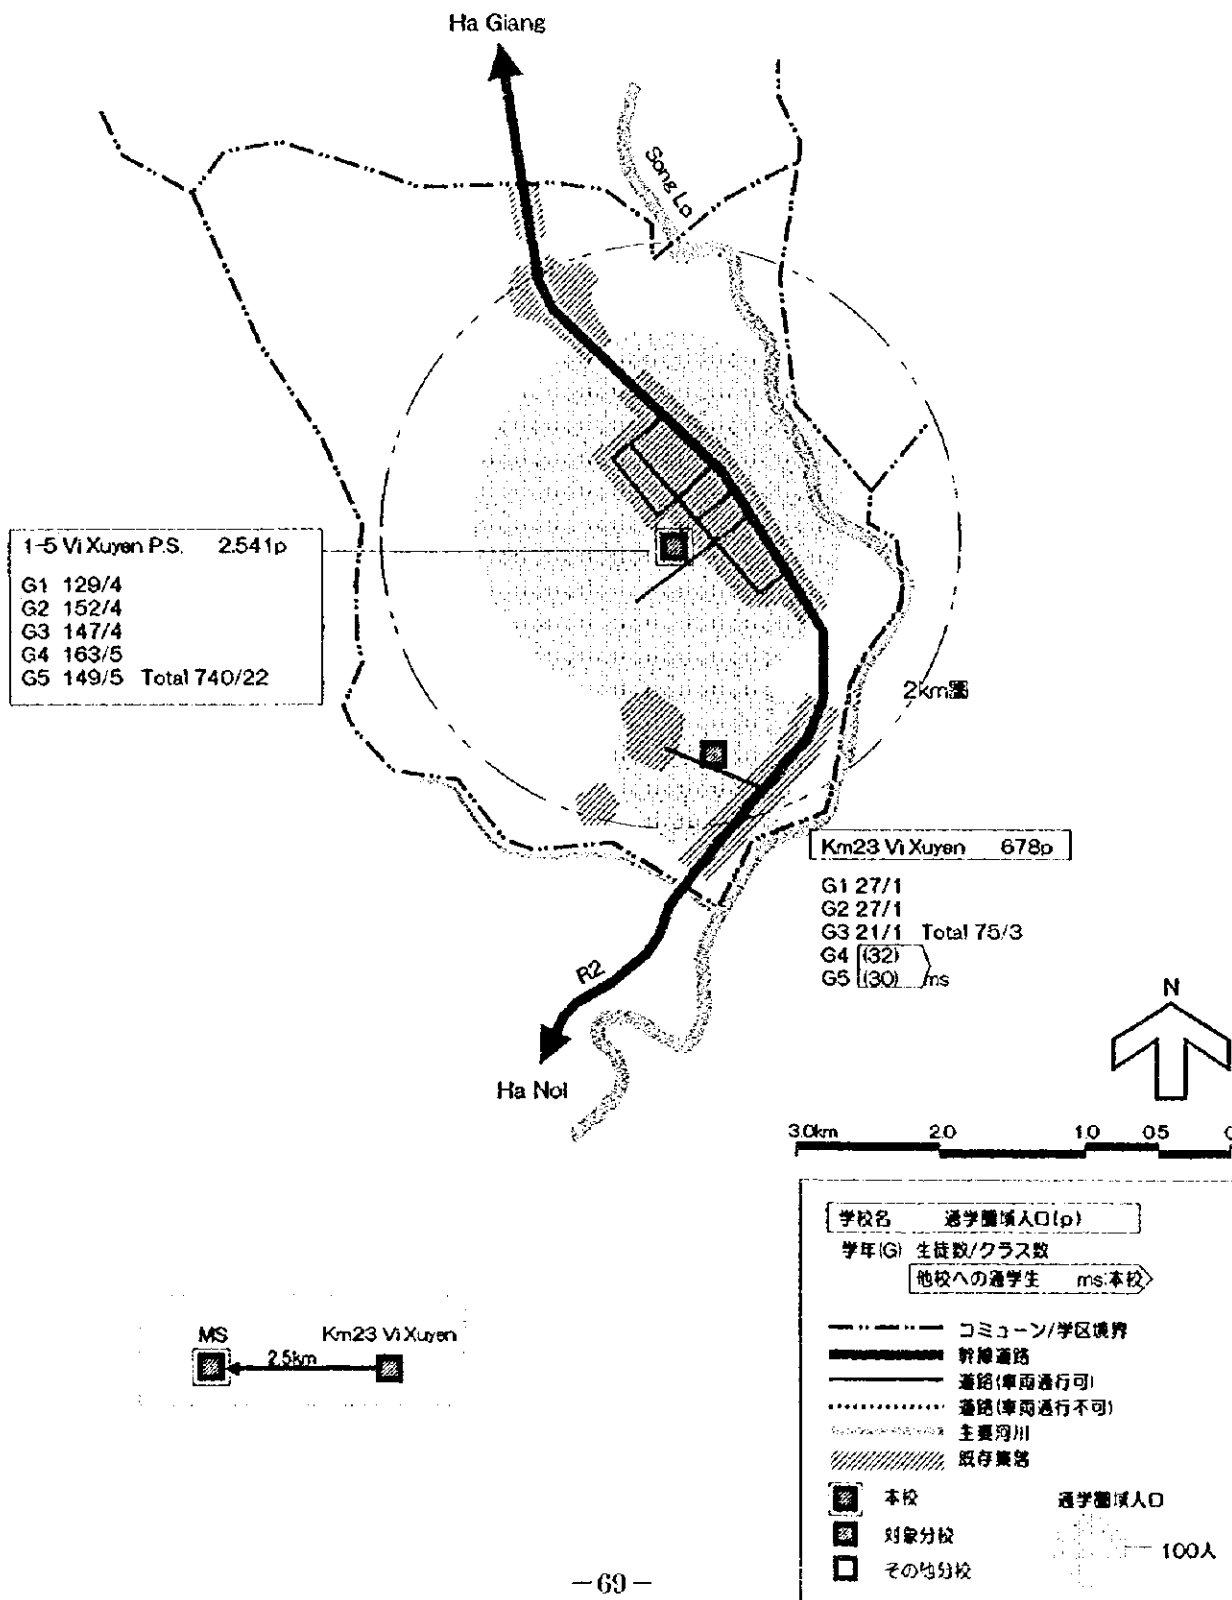 Ha Giang
Song Lo
1-5 Vi Xuyen P.S. 2.541p
G1 129/4
G2 152/4
G3 147/4
G4 163/5
G5 149/5 Total 740/22
2km圏
Km23 Vi Xuyen 678p
G1 27/1
G2 27/1
G3 21/1 Total 75/3
G4 (32)
G5 (30) ms
R2
Ha Noi
N
3.0km 2.0 1.0 0.5 0
学校名 通学圏域人口(p)
学年(G) 生徒数/クラス数
他校への通学生 ms:本校
MS Km23 Vi Xuyen
2.5km
コミューン/学区境界
幹線道路
道路(車両通行可)
道路(車両通行不可)
主要河川
既存集落
本校 通学圏域人口
対象分校
100人
その他分校
-69-